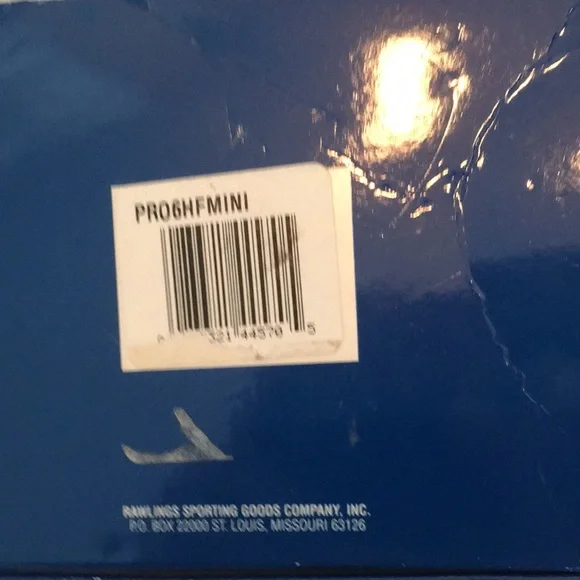 PRO6HFMINI
321 44570 5
RAWLINGS SPORTING GOODS COMPANY, INC.
P.O. BOX 22000 ST. LOUIS, MISSOURI 63126